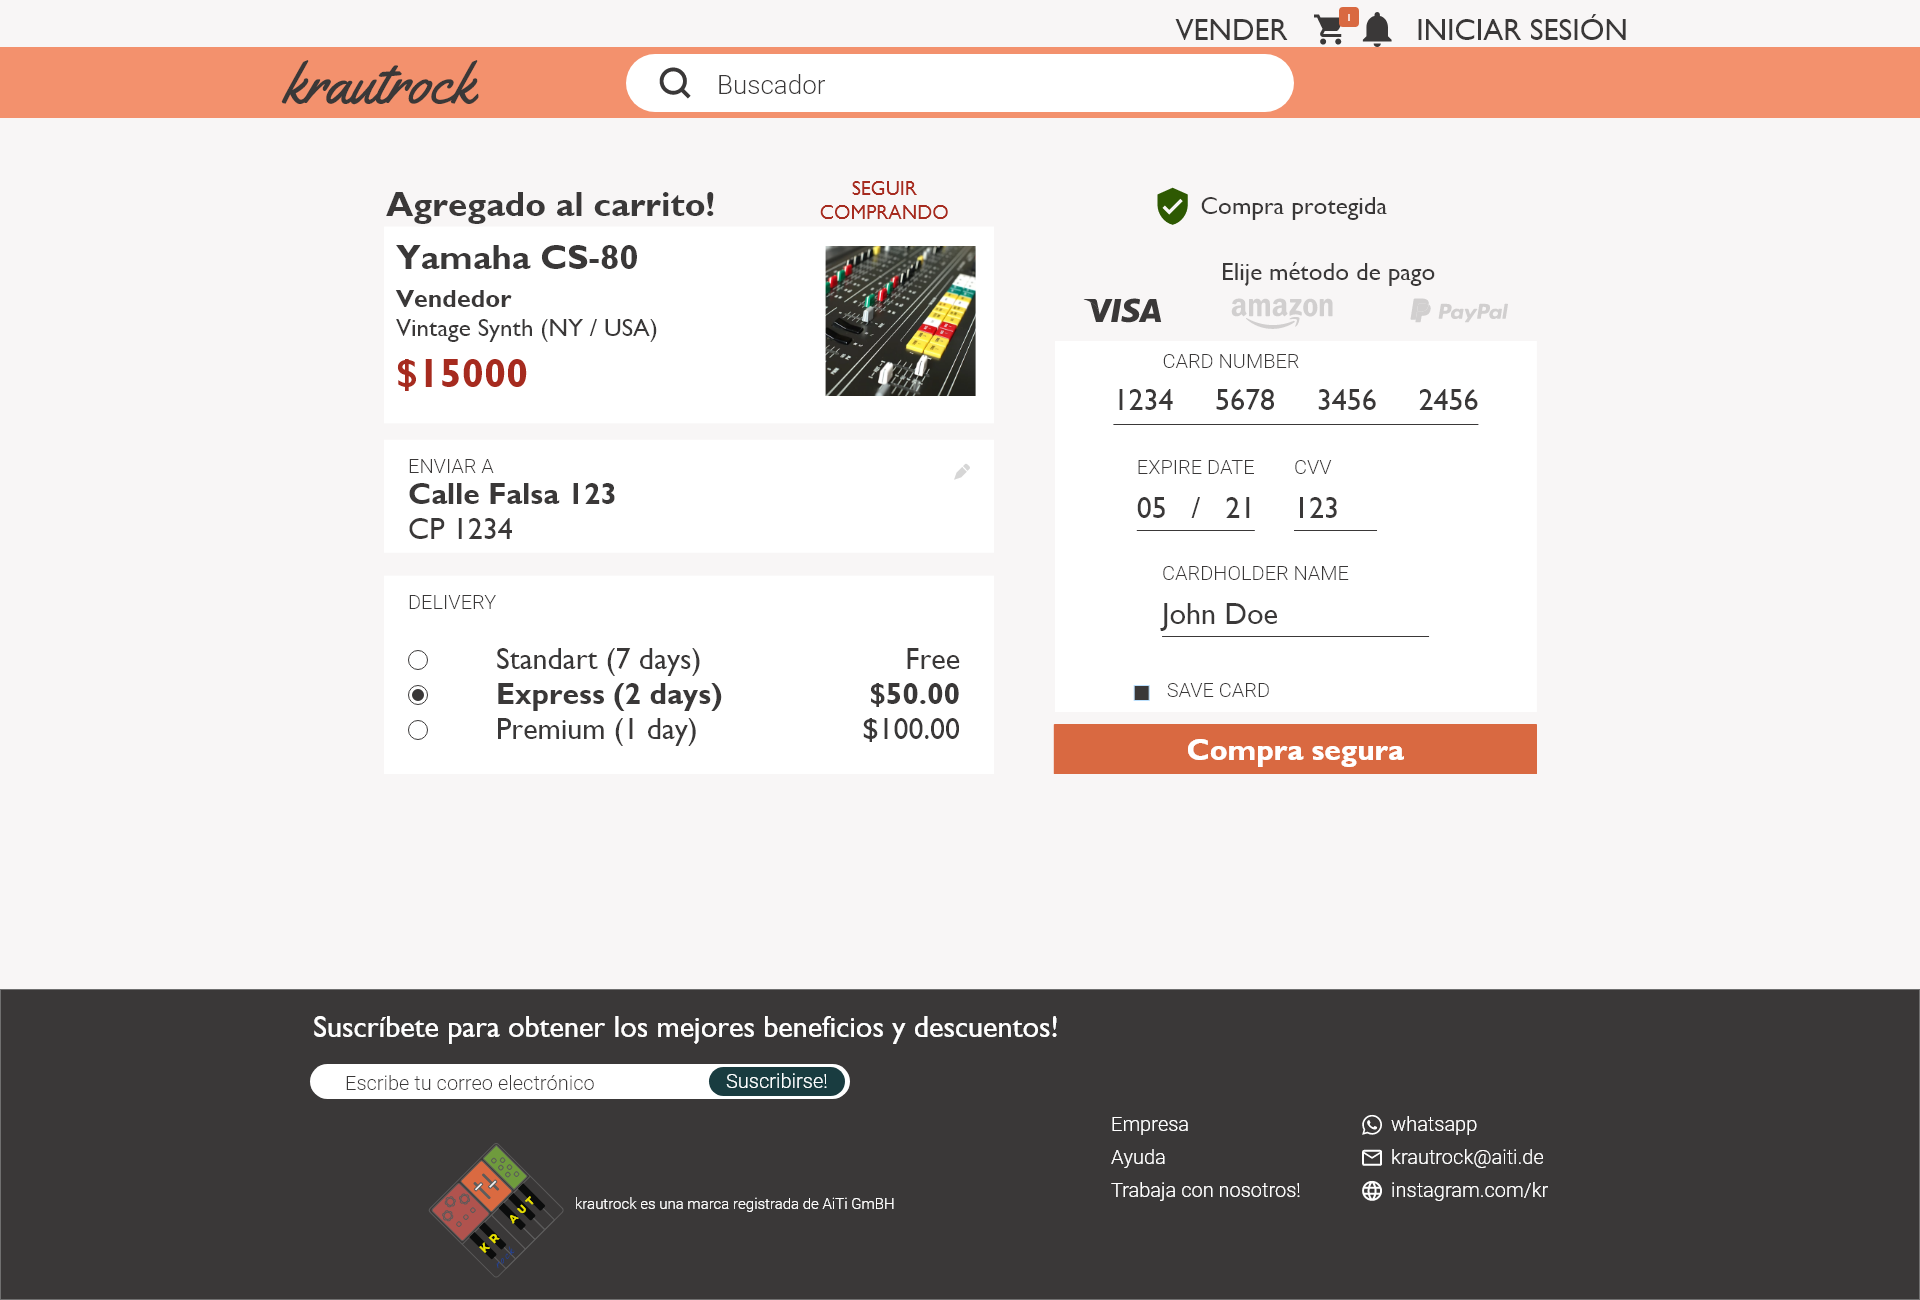 VENDER 1 INICIAR SESIÓN
krautrock Buscador
Agregado al carrito!
SEGUIR
COMPRANDO
Yamaha CS-80
Vendedor
Vintage Synth (NY / USA)
$15000
ENVIAR A
Calle Falsa 123
CP 1234
DELIVERY
Standart (7 days) Free
Express (2 days) $50.00
Premium (1 day) $100.00
Compra protegida
Elije método de pago
VISA amazon PayPal
CARD NUMBER
1234 5678 3456 2456
EXPIRE DATE CVV
05 / 21 123
CARDHOLDER NAME
John Doe
SAVE CARD
Compra segura
Suscríbete para obtener los mejores beneficios y descuentos!
Escribe tu correo electrónico Suscribirse!
KR AUT
krautrock es una marca registrada de AiTi GmBH
Empresa
Ayuda
Trabaja con nosotros!
whatsapp
krautrock@aiti.de
instagram.com/kr